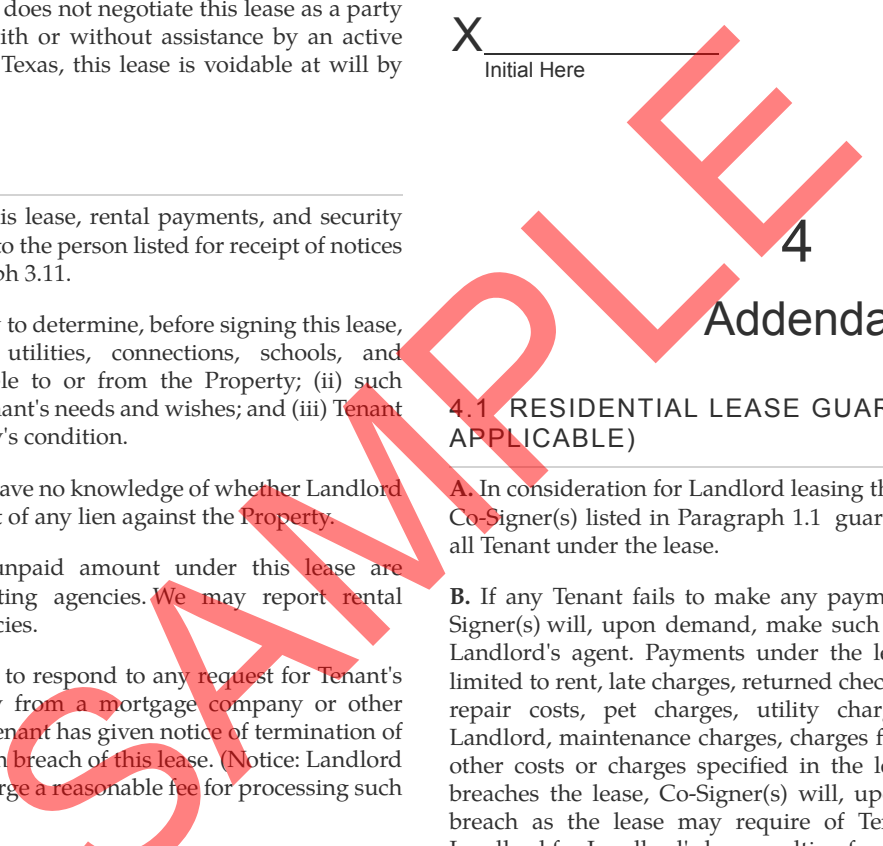 does not negotiate this lease as a party
with or without assistance by an active
Texas, this lease is voidable at will by
is lease, rental payments, and security
to the person listed for receipt of notices
ph 3.11.
to determine, before signing this lease,
utilities, connections, schools, and
le to or from the Property; (ii) such
nant's needs and wishes; and (iii) Tenant
y's condition.
ave no knowledge of whether Landlord
t of any lien against the Property.
unpaid amount under this lease are
ting agencies. We may report rental
cies.
to respond to any request for Tenant's
y from a mortgage company or other
enant has given notice of termination of
n breach of this lease. (Notice: Landlord
rge a reasonable fee for processing such
X
Initial Here
4
Addenda
4.1 RESIDENTIAL LEASE GUAR
APPLICABLE)
A. In consideration for Landlord leasing th
Co-Signer(s) listed in Paragraph 1.1 guar
all Tenant under the lease.
B. If any Tenant fails to make any paym
Signer(s) will, upon demand, make such
Landlord's agent. Payments under the le
limited to rent, late charges, returned chec
repair costs, pet charges, utility char
Landlord, maintenance charges, charges f
other costs or charges specified in the le
breaches the lease, Co-Signer(s) will, up
breach as the lease may require of Ter
SAMPLE